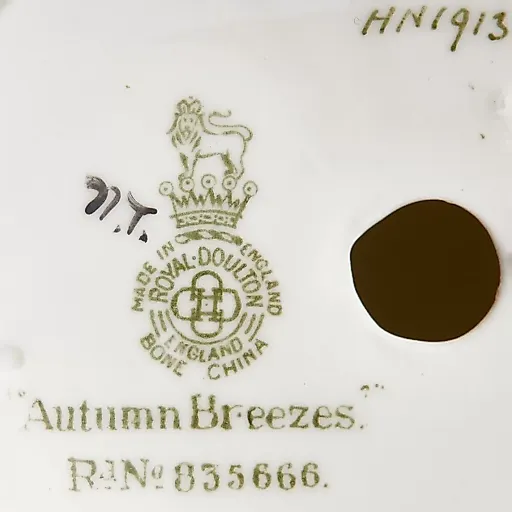 HN1913
N.T.
MADE IN ENGLAND
ROYAL·DOULTON
ENGLAND
BONE CHINA
"Autumn Breezes."
Rd No 835666.